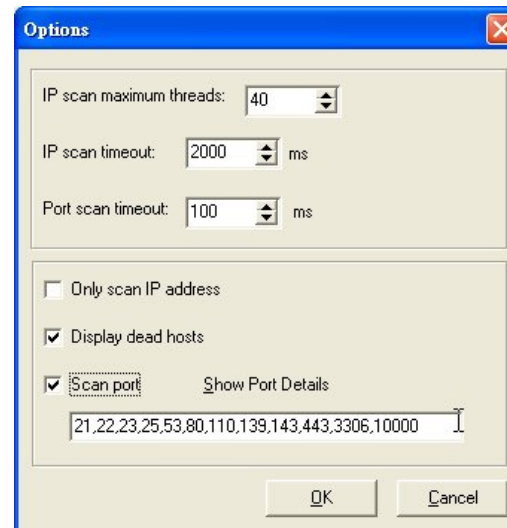 Options
IP scan maximum threads: 40
IP scan timeout: 2000 ms
Port scan timeout: 100 ms
Only scan IP address
Display dead hosts
Scan port Show Port Details
21,22,23,25,53,80,110,139,143,443,3306,10000
OK Cancel